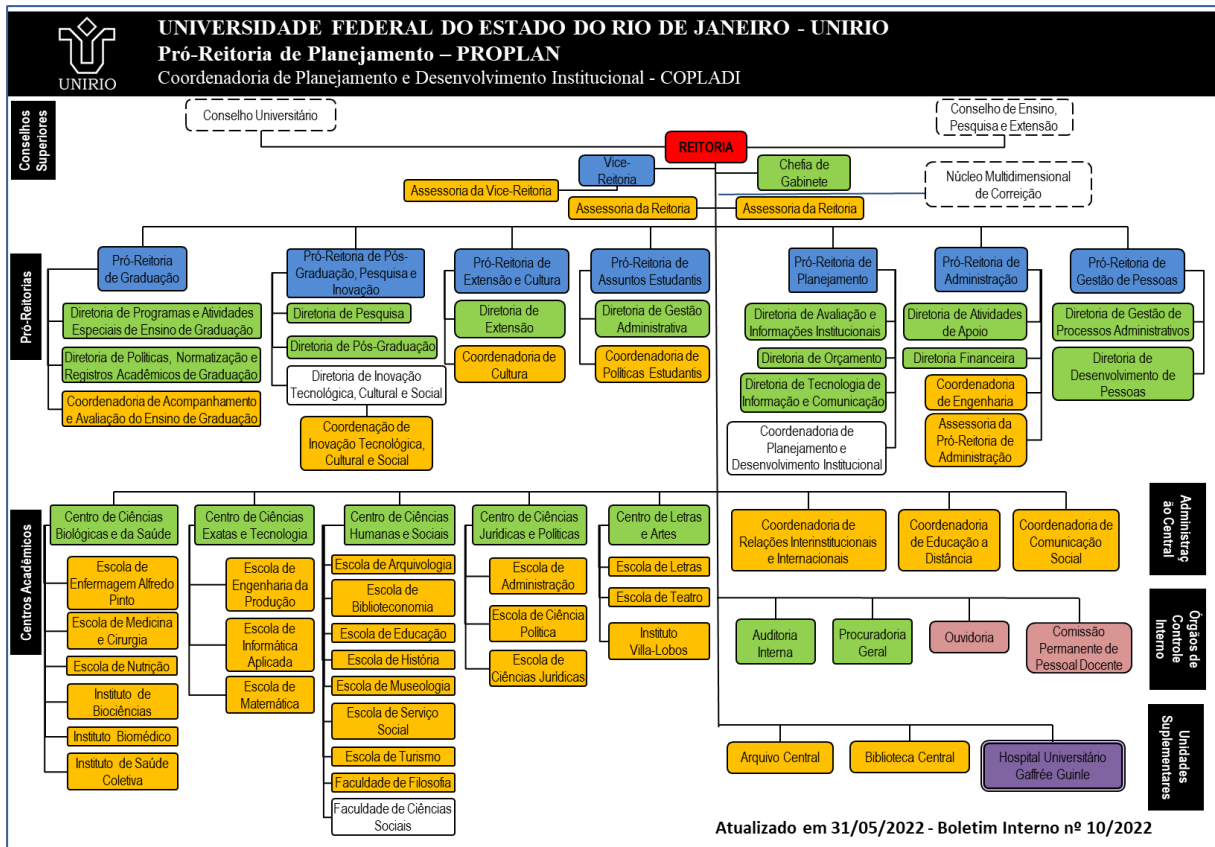 UNIVERSIDADE FEDERAL DO ESTADO DO RIO DE JANEIRO - UNIRIO
Pró-Reitoria de Planejamento – PROPLAN
Coordenadoria de Planejamento e Desenvolvimento Institucional - COPLADI
UNIRIO
Conselhos
Superiores
Conselho Universitário
Conselho de Ensino,
Pesquisa e Extensão
REITORIA
Vice-
Reitoria
Chefia de
Gabinete
Núcleo Multidimensional
de Correição
Assessoria da Vice-Reitoria
Assessoria da Reitoria
Assessoria da Reitoria
Pró-Reitorias
Pró-Reitoria
de Graduação
Diretoria de Programas e Atividades
Especiais de Ensino de Graduação
Diretoria de Políticas, Normatização e
Registros Acadêmicos de Graduação
Coordenadoria de Acompanhamento
e Avaliação do Ensino de Graduação
Pró-Reitoria de Pós-
Graduação, Pesquisa e
Inovação
Diretoria de Pesquisa
Diretoria de Pós-Graduação
Diretoria de Inovação
Tecnológica, Cultural e Social
Coordenação de
Inovação Tecnológica,
Cultural e Social
Pró-Reitoria de
Extensão e Cultura
Diretoria de
Extensão
Coordenadoria de
Cultura
Pró-Reitoria de
Assuntos Estudantis
Diretoria de Gestão
Administrativa
Coordenadoria de
Políticas Estudantis
Pró-Reitoria de
Planejamento
Diretoria de Avaliação e
Informações Institucionais
Diretoria de Orçamento
Diretoria de Tecnologia de
Informação e Comunicação
Coordenadoria de
Planejamento e
Desenvolvimento Institucional
Pró-Reitoria de
Administração
Diretoria de Atividades
de Apoio
Diretoria Financeira
Coordenadoria
de Engenharia
Assessoria da
Pró-Reitoria de
Administração
Pró-Reitoria de
Gestão de Pessoas
Diretoria de Gestão de
Processos Administrativos
Diretoria de
Desenvolvimento de
Pessoas
Centros Acadêmicos
Centro de Ciências
Biológicas e da Saúde
Escola de
Enfermagem Alfredo
Pinto
Escola de Medicina
e Cirurgia
Escola de Nutrição
Instituto de
Biociências
Instituto Biomédico
Instituto de Saúde
Coletiva
Centro de Ciências
Exatas e Tecnologia
Escola de
Engenharia da
Produção
Escola de
Informática
Aplicada
Escola de
Matemática
Centro de Ciências
Humanas e Sociais
Escola de Arquivologia
Escola de
Biblioteconomia
Escola de Educação
Escola de História
Escola de Museologia
Escola de Serviço
Social
Escola de Turismo
Faculdade de Filosofia
Faculdade de Ciências
Sociais
Centro de Ciências
Jurídicas e Políticas
Escola de
Administração
Escola de Ciência
Política
Escola de
Ciências Jurídicas
Centro de Letras
e Artes
Escola de Letras
Escola de Teatro
Instituto
Villa-Lobos
Coordenadoria de
Relações Interinstitucionais
e Internacionais
Coordenadoria
de Educação a
Distância
Coordenadoria de
Comunicação
Social
Administraç
ão Central
Auditoria
Interna
Procuradoria
Geral
Ouvidoria
Comissão
Permanente de
Pessoal Docente
Órgãos de
Controle
Interno
Arquivo Central
Biblioteca Central
Hospital Universitário
Gaffrée Guinle
Unidades
Suplementares
Atualizado em 31/05/2022 - Boletim Interno nº 10/2022